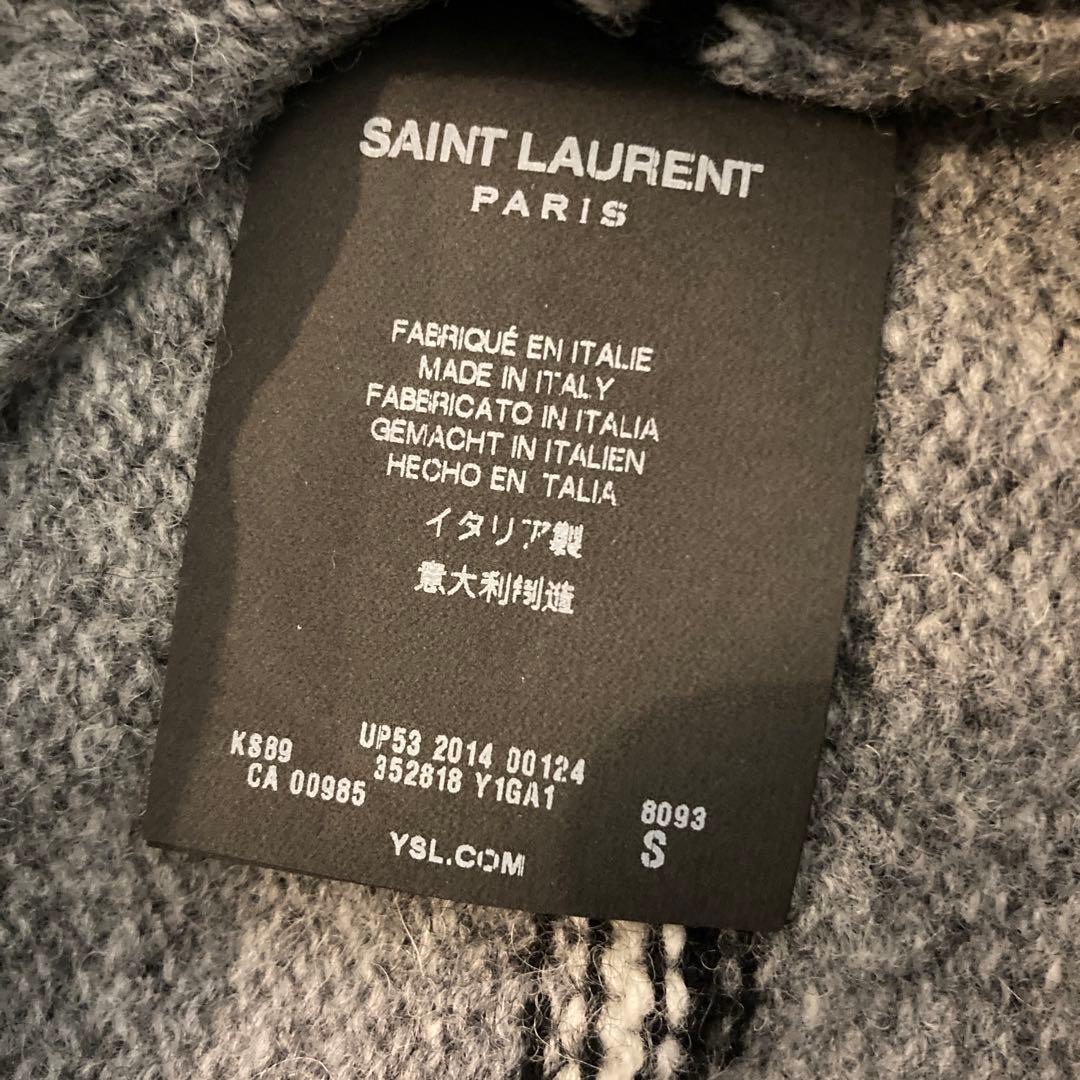 SAINT LAURENT
PARIS
FABRIQUÉ EN ITALIE
MADE IN ITALY
FABBRICATO IN ITALIA
GEMACHT IN ITALIEN
HECHO EN ITALIA
イタリア製
意大利制造
KS89 UP53 2014 00124
CA 00985 352818 Y1GA1
8093
S
YSL.COM